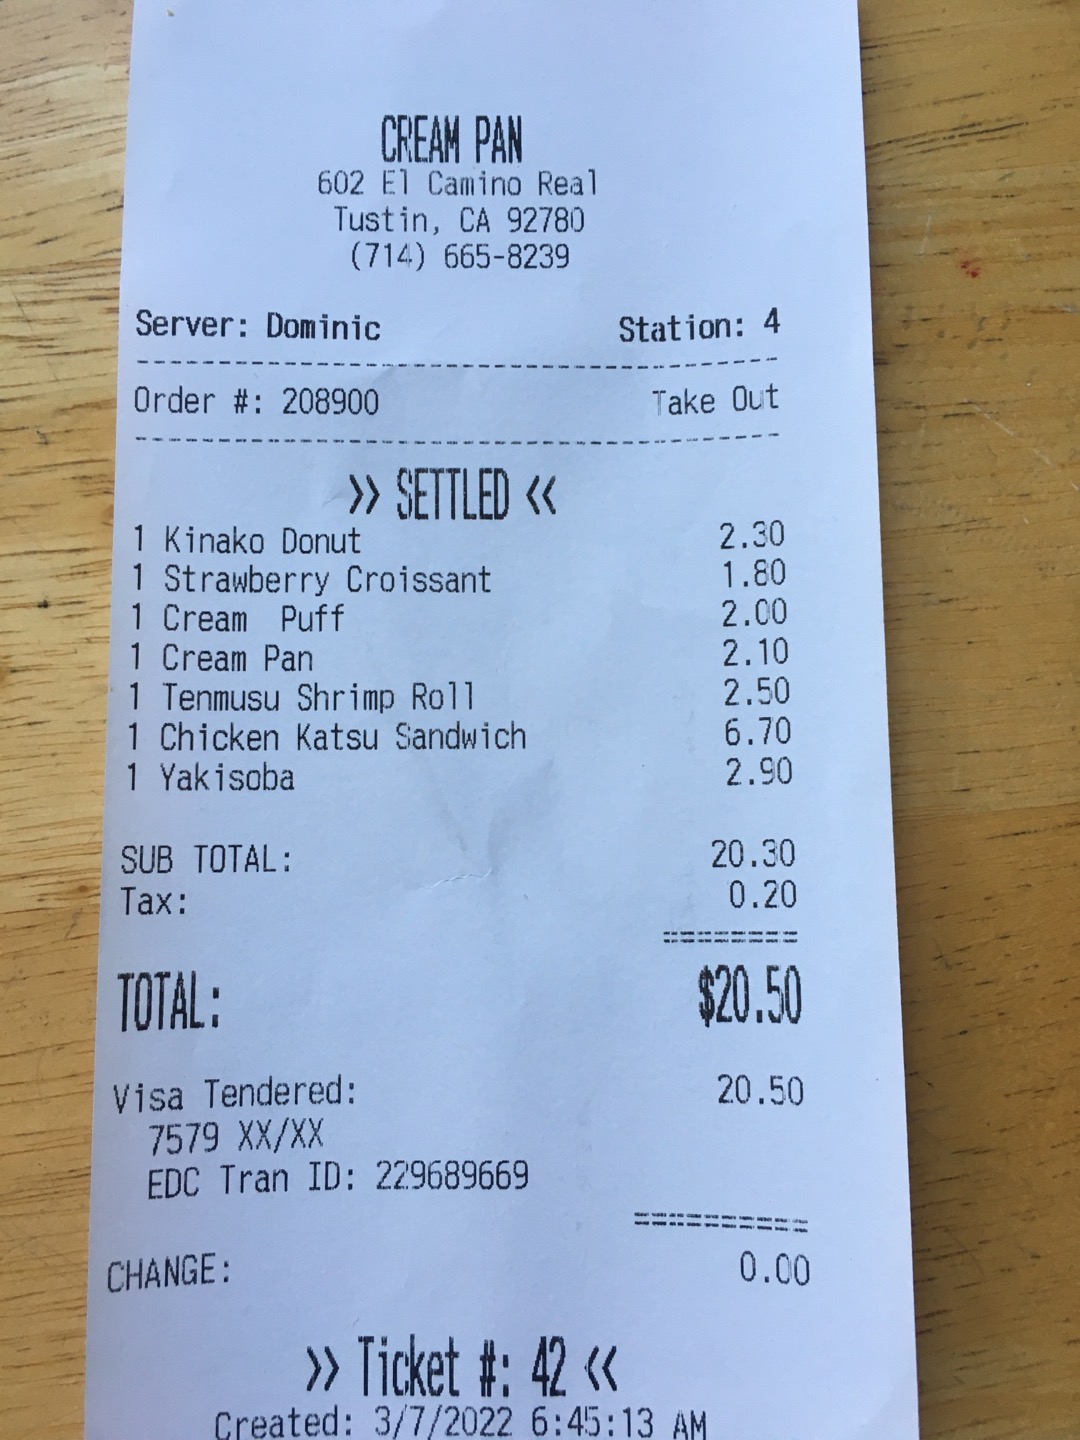 CREAM PAN
602 El Camino Real
Tustin, CA 92780
(714) 665-8239
Server: Dominic Station: 4
Order #: 208900 Take Out
>> SETTLED <<
1 Kinako Donut 2.30
1 Strawberry Croissant 1.80
1 Cream Puff 2.00
1 Cream Pan 2.10
1 Tenmusu Shrimp Roll 2.50
1 Chicken Katsu Sandwich 6.70
1 Yakisoba 2.90
SUB TOTAL: 20.30
Tax: 0.20
TOTAL: $20.50
Visa Tendered: 20.50
7579 XX/XX
EDC Tran ID: 229689669
CHANGE: 0.00
>> Ticket #: 42 <<
Created: 3/7/2022 6:45:13 AM